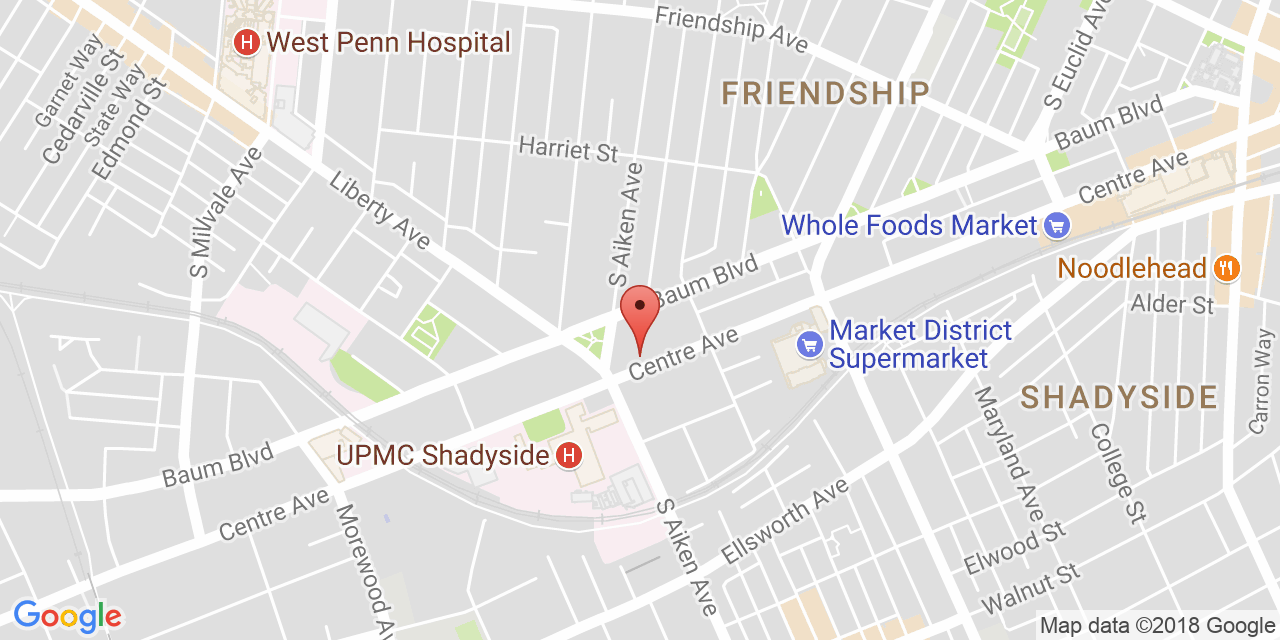 Friendship Ave
West Penn Hospital
H
Garnet Way
Cedarville St
State Way
Edmond St
S Euclid Ave
FRIENDSHIP
Baum Blvd
Harriet St
Centre Ave
S Millvale Ave
Liberty Ave
S Aiken Ave
Whole Foods Market
Noodlehead
Baum Blvd
Alder St
Market District
Supermarket
Centre Ave
SHADYSIDE
Carron Way
Maryland Ave
College St
UPMC Shadyside
H
Baum Blvd
Centre Ave
Morewood Av
S Aiken Ave
Ellsworth Ave
Elwood St
Walnut St
Google
Map data ©2018 Google